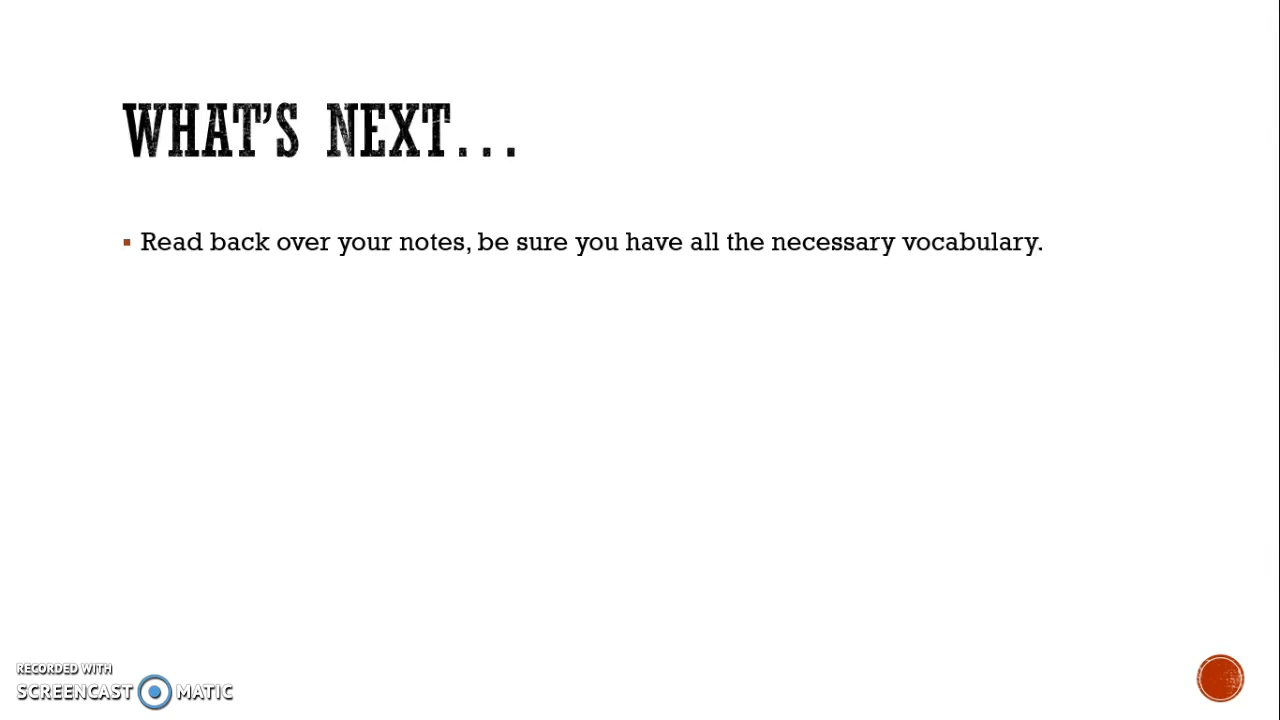 WHAT'S NEXT...
Read back over your notes, be sure you have all the necessary vocabulary.
RECORDED WITH
SCREENCAST MATIC